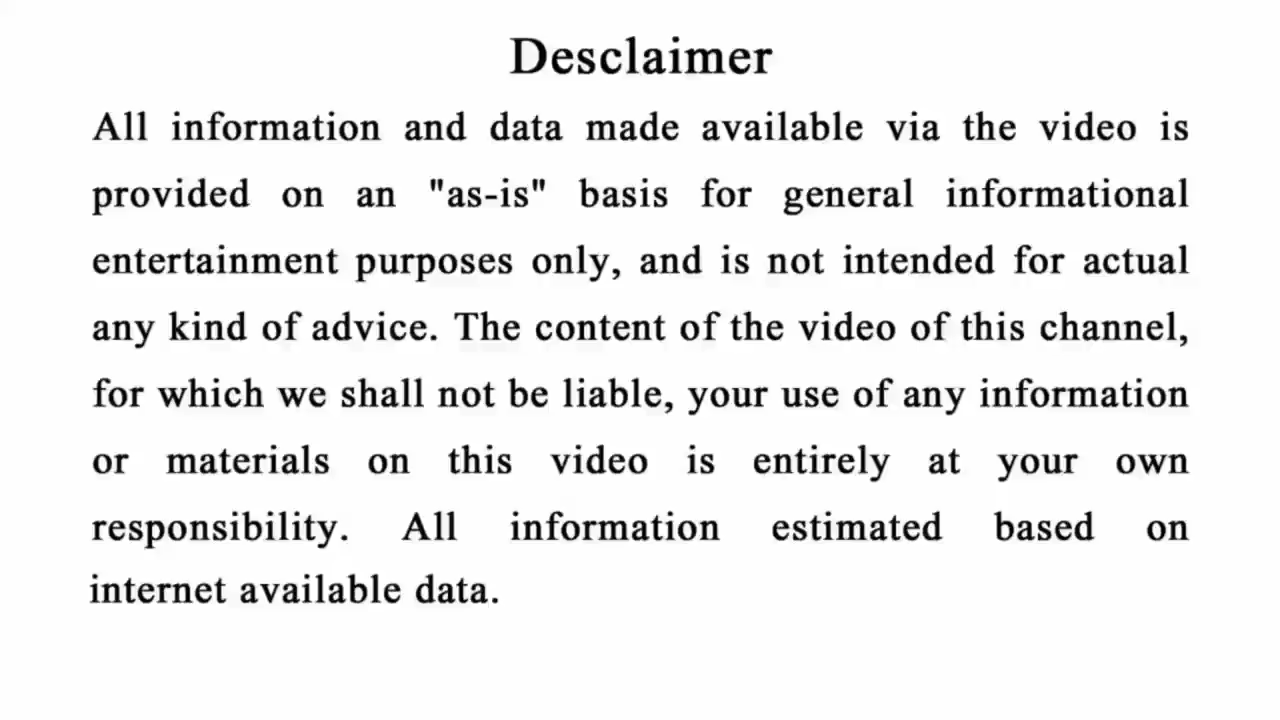 Desclaimer
All information and data made available via the video is
provided on an "as-is" basis for general informational
entertainment purposes only, and is not intended for actual
any kind of advice. The content of the video of this channel,
for which we shall not be liable, your use of any information
or materials on this video is entirely at your own
responsibility. All information estimated based on
internet available data.